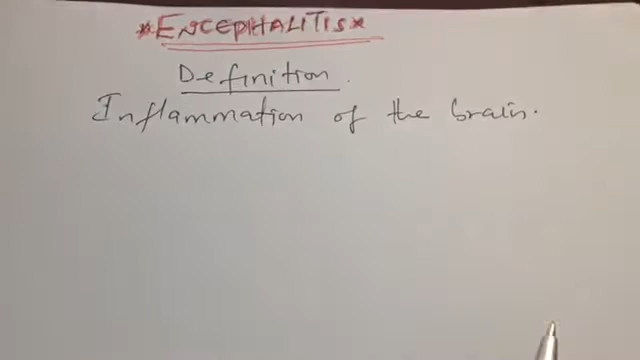 *ENCEPHALITIS*
Definition.
Inflammation of the brain.